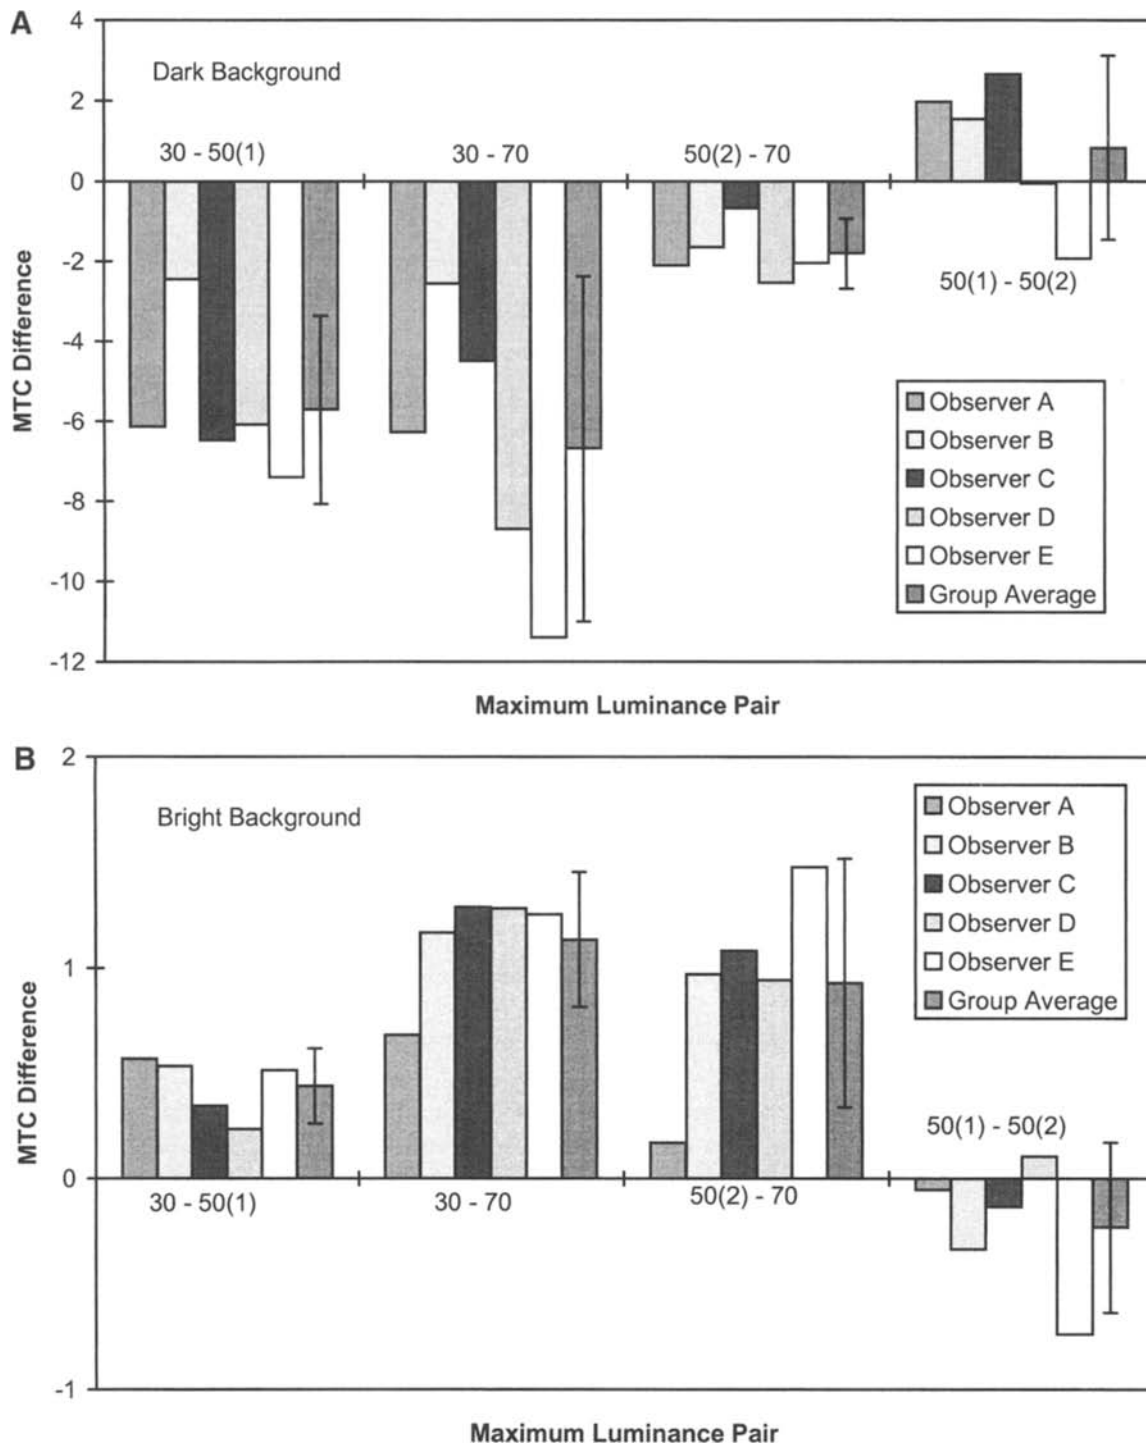 A
4
Dark Background
2
30 - 50(1)
30 - 70
50(2) - 70
0
-2
50(1) - 50(2)
MTC Difference
-4
Observer A
-6
Observer B
Observer C
-8
Observer D
Observer E
-10
Group Average
-12
Maximum Luminance Pair
B
2
Bright Background
Observer A
Observer B
Observer C
Observer D
1
Observer E
Group Average
MTC Difference
50(1) - 50(2)
0
30 - 50(1)
30 - 70
50(2) - 70
-1
Maximum Luminance Pair